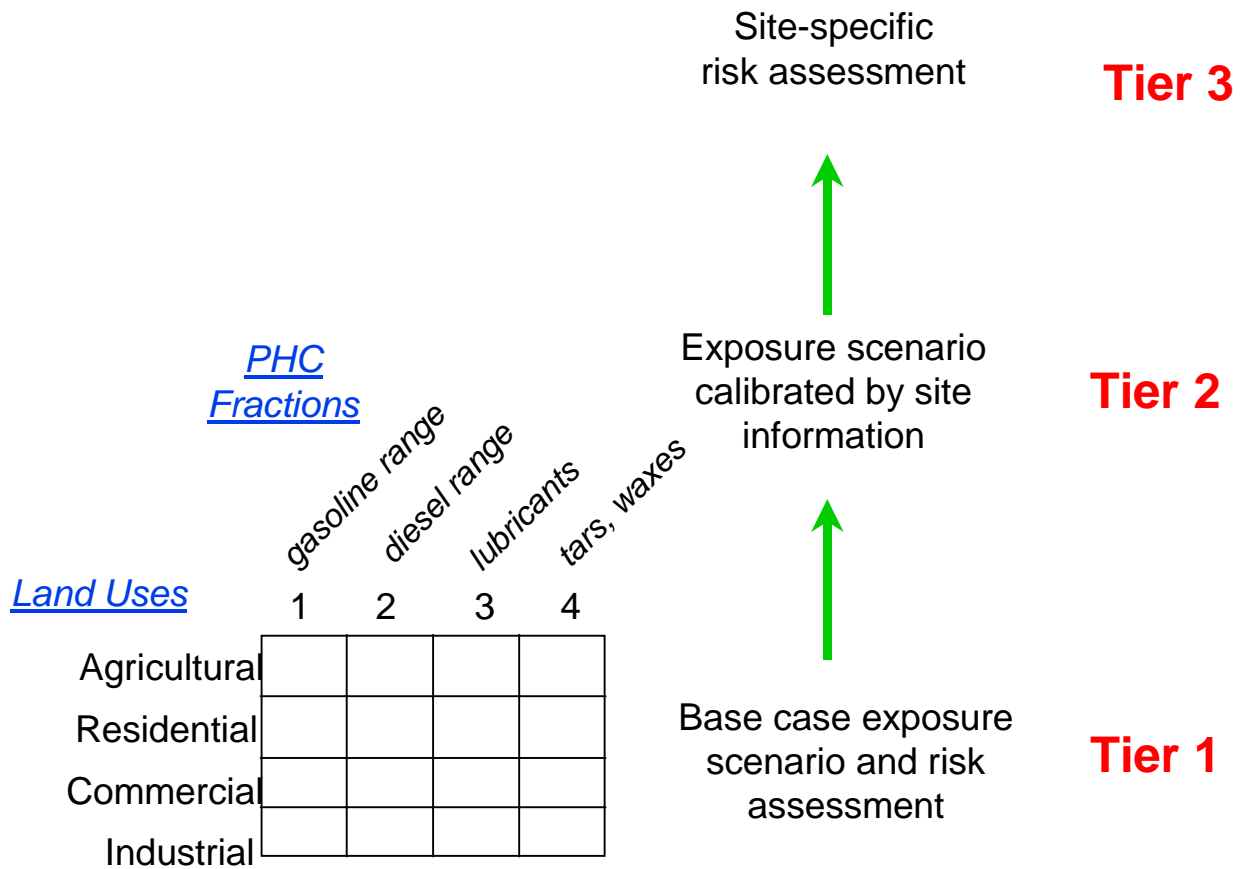 Site-specific
risk assessment
Tier 3
Exposure scenario
calibrated by site
information
Tier 2
PHC
Fractions
gasoline range
diesel range
lubricants
tars, waxes
Land Uses
1 2 3 4
Agricultural
Residential
Commercial
Industrial
Base case exposure
scenario and risk
assessment
Tier 1